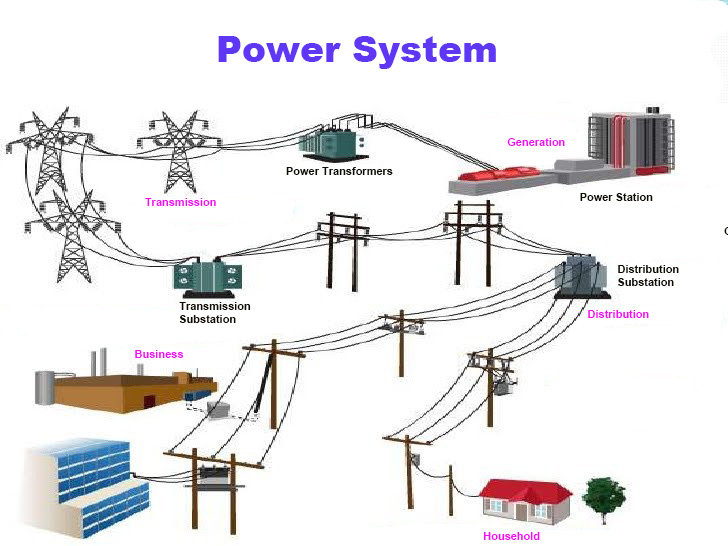 Power System
Generation
Power Transformers
Power Station
Transmission
Distribution
Substation
Transmission
Substation
Distribution
Business
Household